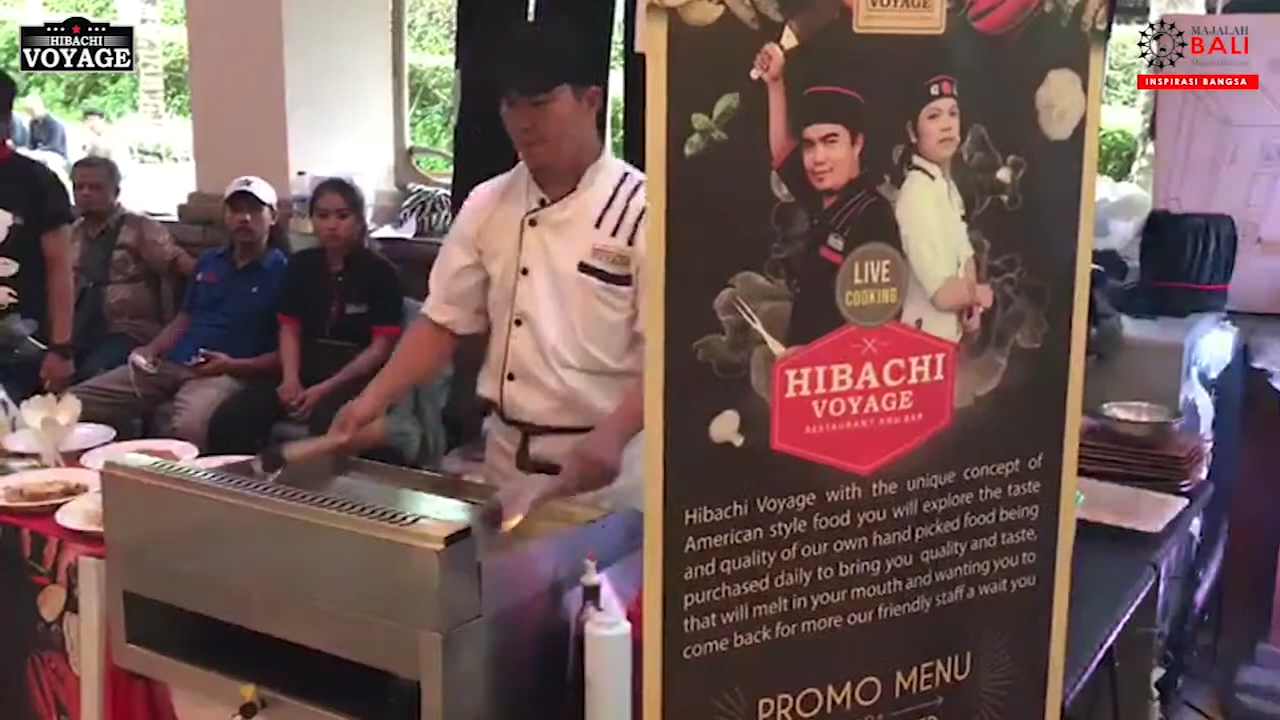 HIBACHI
VOYAGE
MAJALAH
BALI
INSPIRASI BANGSA
VOYAGE
LIVE
COOKING
HIBACHI
VOYAGE
RESTAURANT AND BAR
Hibachi Voyage with the unique concept of
American style food you will explore the taste
and quality of our own hand picked food being
purchased daily to bring you quality and taste,
that will melt in your mouth and wanting you to
come back for more our friendly staff a wait you
PROMO MENU